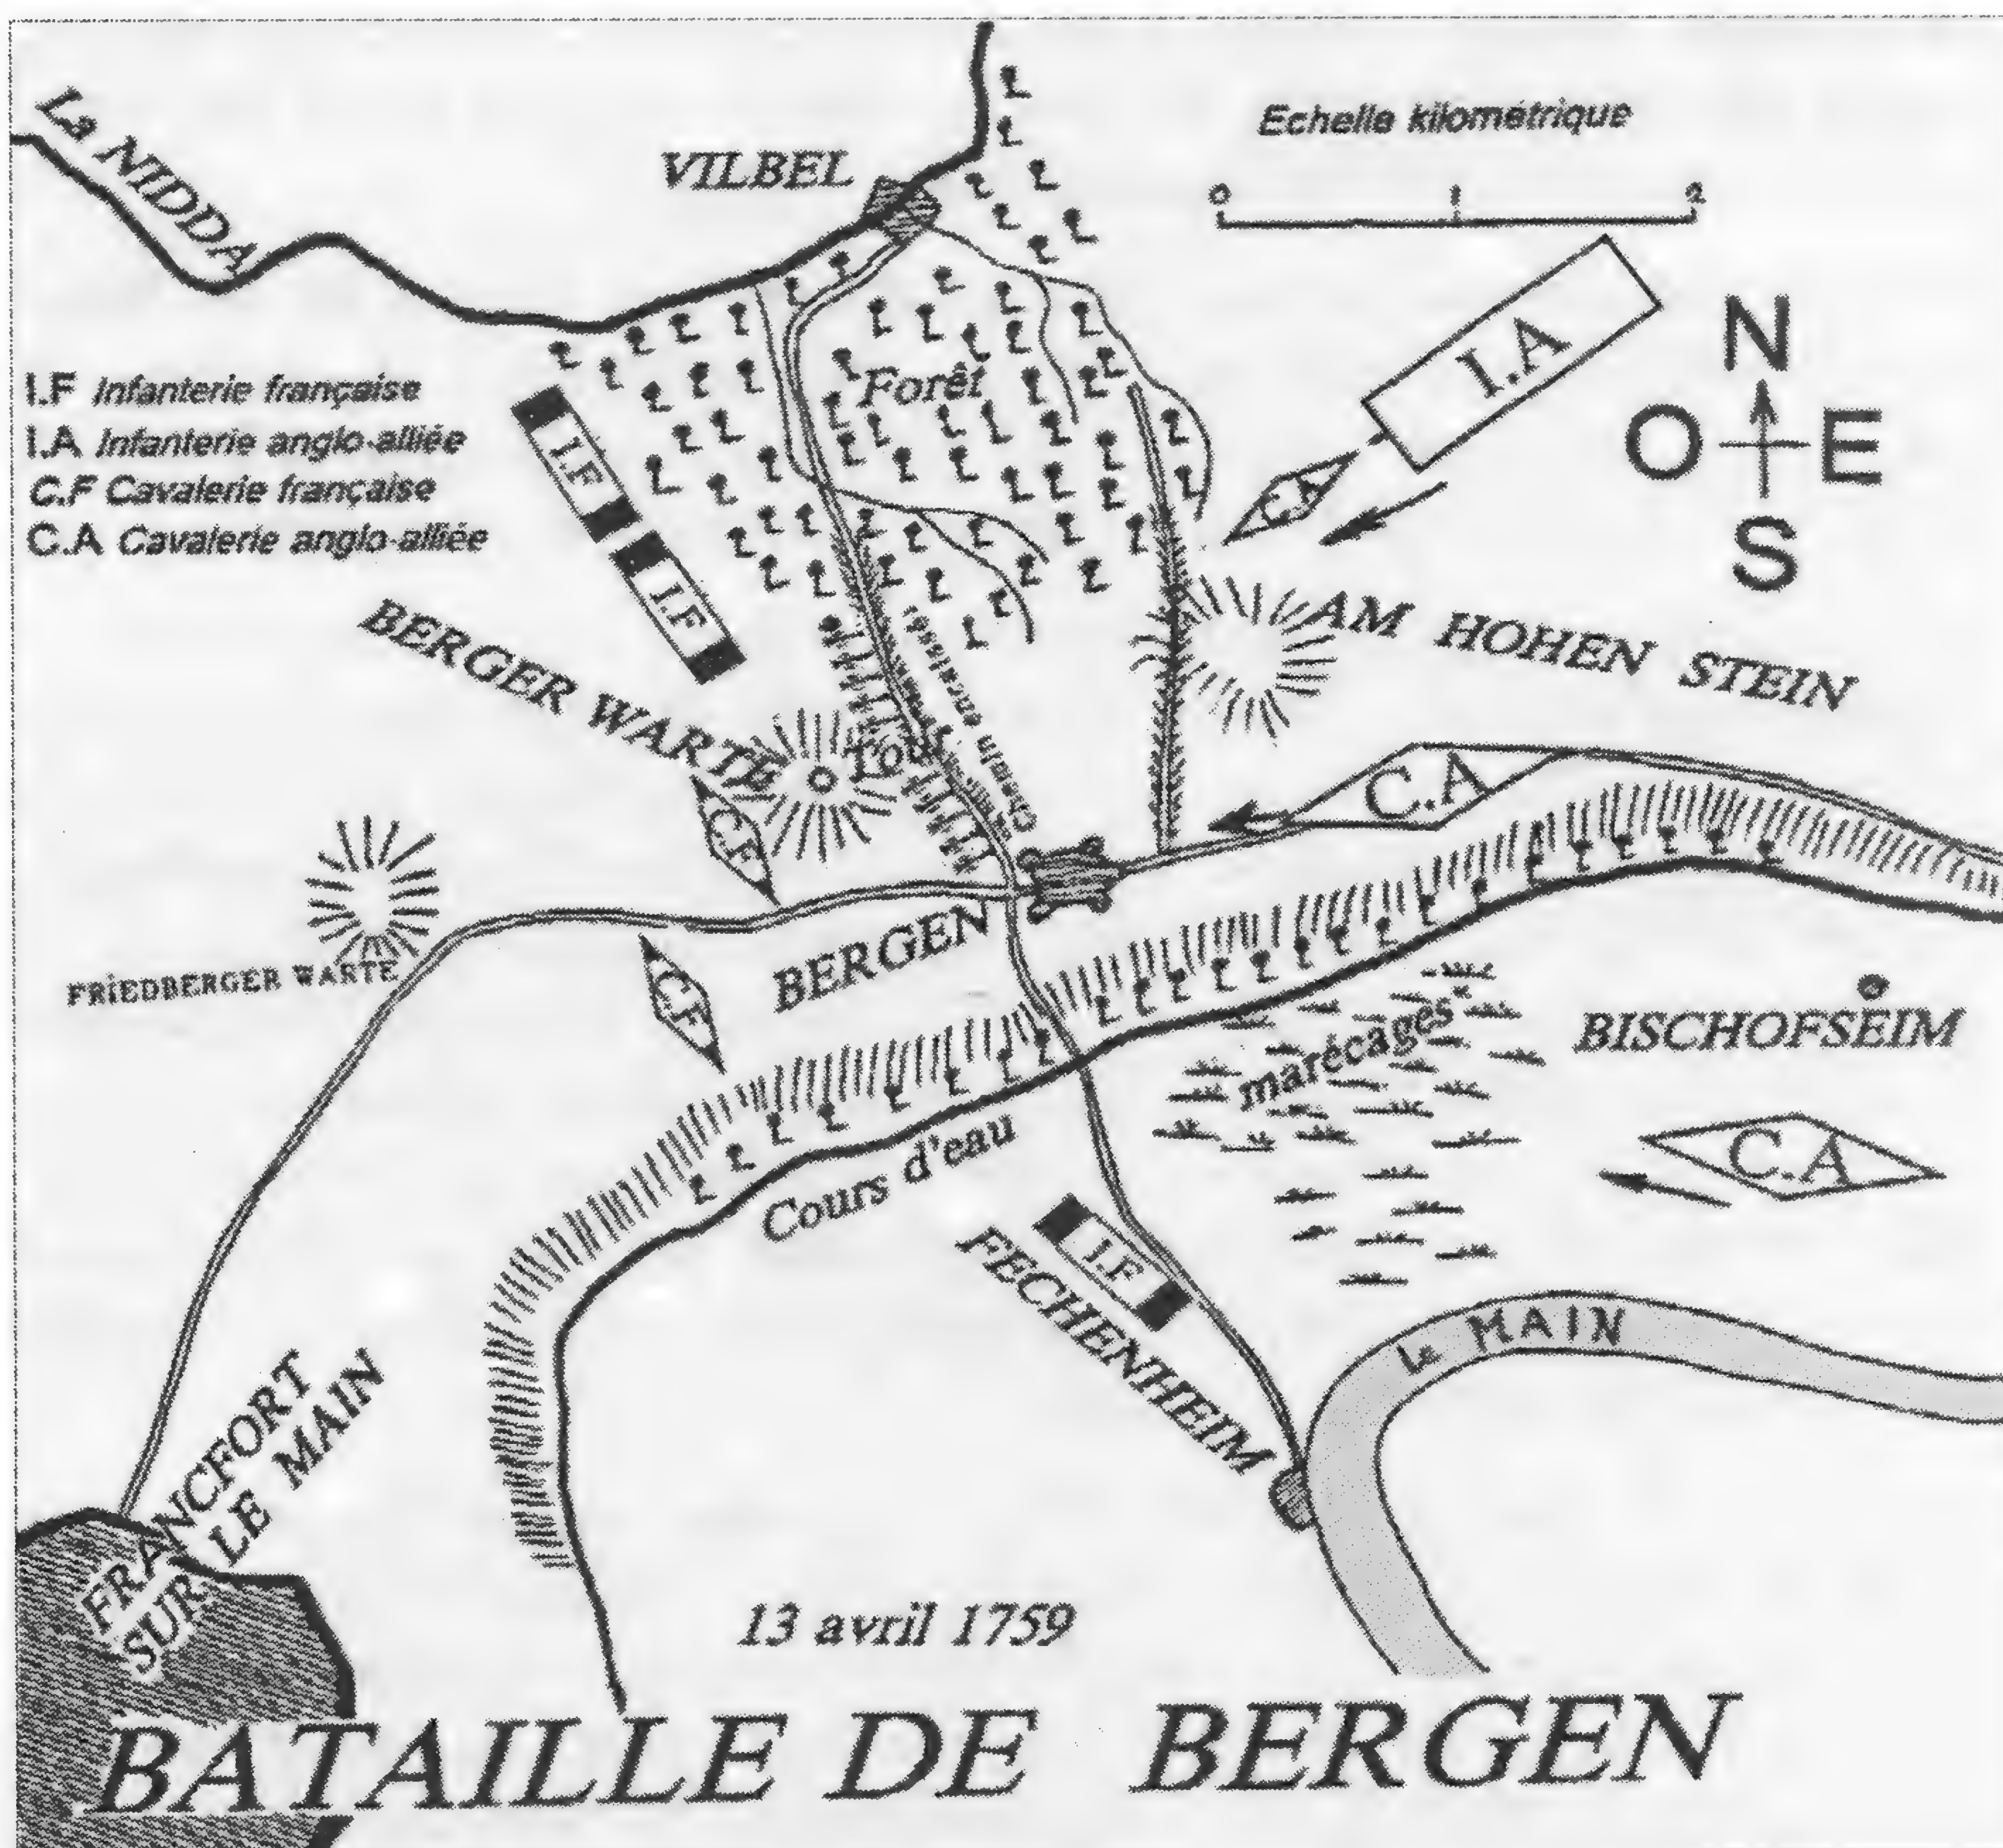 La NIDDA
VILBEL
Echelle kilométrique
0 1 2
I.F Infanterie française
I.A Infanterie anglo-alliée
C.F Cavalerie française
C.A Cavalerie anglo-alliée
Forêt
I.A
C.A
N
O E
S
I.F
I.F
BERGER WARTE
Tour
Chemin encaissé
AM HOHEN STEIN
C.A
C.F
FRIEDBERGER WARTE
C.F
BERGEN
marécages
BISCHOFSEIM
C.A
Cours d'eau
I.F
FECHENHEIM
Le MAIN
FRANCFORT
SUR LE MAIN
13 avril 1759
BATAILLE DE BERGEN